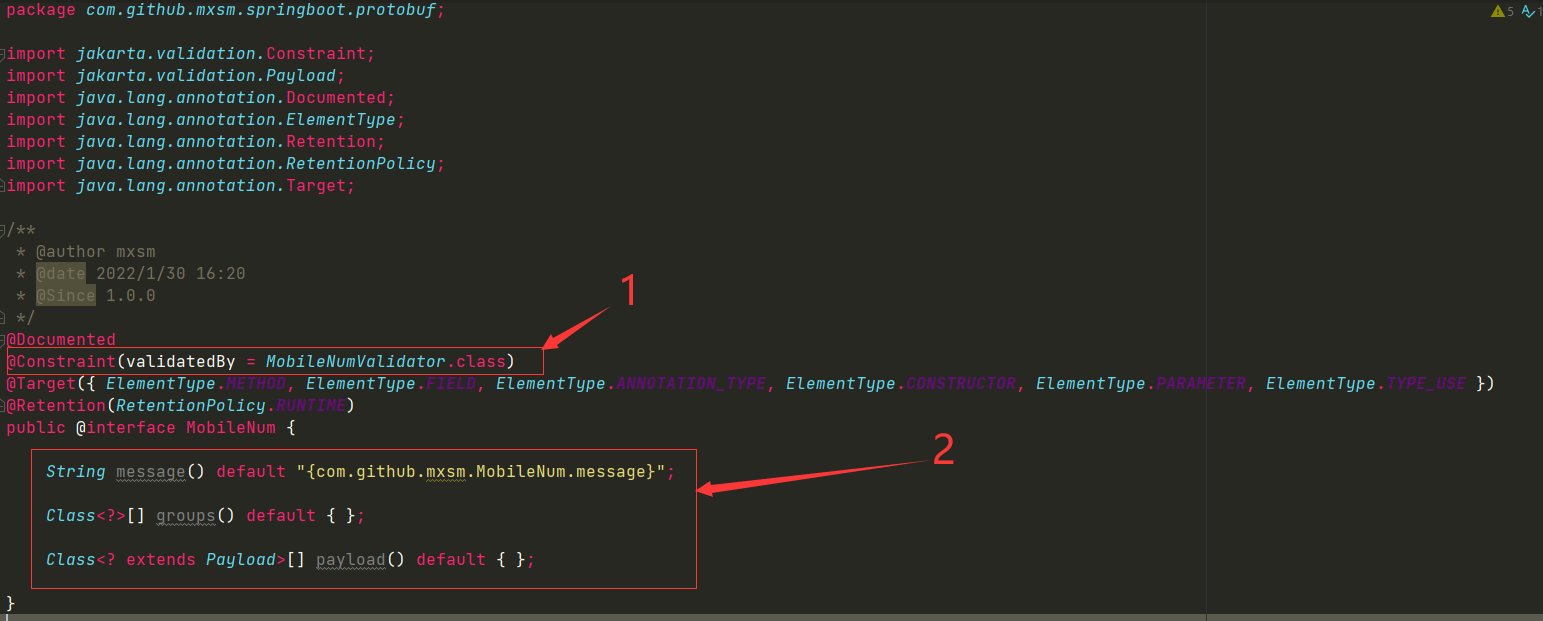 package com.github.mxsm.springboot.protobuf;
5 1
import jakarta.validation.Constraint;
import jakarta.validation.Payload;
import java.lang.annotation.Documented;
import java.lang.annotation.ElementType;
import java.lang.annotation.Retention;
import java.lang.annotation.RetentionPolicy;
import java.lang.annotation.Target;
/**
* @author mxsm
* @date 2022/1/30 16:20
* @Since 1.0.0
*/
1
@Documented
@Constraint(validatedBy = MobileNumValidator.class)
@Target({ ElementType.METHOD, ElementType.FIELD, ElementType.ANNOTATION_TYPE, ElementType.CONSTRUCTOR, ElementType.PARAMETER, ElementType.TYPE_USE })
@Retention(RetentionPolicy.RUNTIME)
public @interface MobileNum {
2
String message() default "{com.github.mxsm.MobileNum.message}";
Class<?>[] groups() default { };
Class<? extends Payload>[] payload() default { };
}